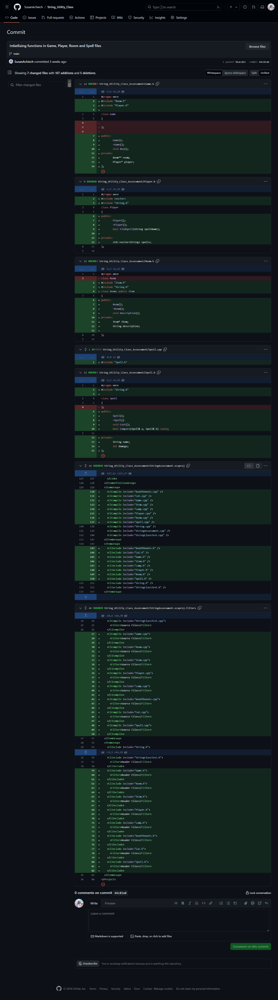 SusanAchiech / String_Utility_Class
Type / to search
Code Issues Pull requests Actions Projects Wiki Security Insights Settings
Commit
Intiatlizing functions in Game, Player, Room and Spell files
Browse files
main
SusanAchiech committed 3 weeks ago
1 parent b6acde2 commit 44c81a8
Showing 7 changed files with 107 additions and 5 deletions.
Whitespace Ignore whitespace Split Unified
Filter changed files
14 String_Utility_Class_Assessment/Game.h
... ... @@ -1,6 +1,14 @@
1 1 #pragma once
2 + #include "Room.h"
3 + #include "Player.h"
4 +
2 5 class Game
3 6 {
4 -
5 - };
6 -
7 + public:
8 + Game();
9 + ~Game();
10 + void Run();
11 + private:
12 + Room** room;
13 + Player* player;
14 + };
9 String_Utility_Class_Assessment/Player.h
... ... @@ -1,5 +1,14 @@
1 1 #pragma once
2 + #include <vector>
3 + #include "String.h"
2 4 class Player
3 5 {
6 + public:
7 + Player();
8 + ~Player();
9 + bool FindSpell(String spellName);
10 +
11 + private:
12 + std::vector<String> spells;
4 13 };
5 14
12 String_Utility_Class_Assessment/Room.h
... ... @@ -1,5 +1,15 @@
1 1 #pragma once
2 - class Room
2 + #include "Item.h"
3 + #include "String.h"
4 + class Room: public Item
3 5 {
6 + public:
7 + Room();
8 + ~Room();
9 + void Description();
10 + private:
11 + Item* Item;
12 + String description;
13 +
4 14 };
5 15
1 String_Utility_Class_Assessment/Spell.cpp
... ... @@ -0,0 +1 @@
1 + #include "Spell.h"
12 String_Utility_Class_Assessment/Spell.h
... ... @@ -1,5 +1,15 @@
1 1 #pragma once
2 + #include "String.h"
3 +
2 4 class Spell
3 5 {
4 - };
6 + public:
7 + Spell();
8 + ~Spell()
9 + void Cast();
10 + bool Compare(Spell& a, Spell& b) const;
5 11
12 + private:
13 + String name;
14 + int damage;
15 + };
16 String_Utility_Class_Assessment/StringAssessment.vcxproj
@@ -127,11 +127,27 @@
127 127 </Link>
128 128 </ItemDefinitionGroup>
129 129 <ItemGroup>
130 + <ClCompile Include="BoxOfDonuts.cpp" />
131 + <ClCompile Include="Cat.cpp" />
132 + <ClCompile Include="Game.cpp" />
133 + <ClCompile Include="Item.cpp" />
134 + <ClCompile Include="Lamp.cpp" />
135 + <ClCompile Include="Player.cpp" />
136 + <ClCompile Include="Room.cpp" />
137 + <ClCompile Include="Spell.cpp" />
130 138 <ClCompile Include="String.cpp" />
131 139 <ClCompile Include="StringAssessment.cpp" />
132 140 <ClCompile Include="StringClassTest.cpp" />
133 141 </ItemGroup>
134 142 <ItemGroup>
143 + <ClInclude Include="BoxOfDonuts.h" />
144 + <ClInclude Include="Cat.h" />
145 + <ClInclude Include="Game.h" />
146 + <ClInclude Include="Item.h" />
147 + <ClInclude Include="Lamp.h" />
148 + <ClInclude Include="Player.h" />
149 + <ClInclude Include="Room.h" />
150 + <ClInclude Include="Spell.h" />
135 151 <ClInclude Include="String.h" />
136 152 <ClInclude Include="StringClassTest.h" />
137 153 </ItemGroup>
48 String_Utility_Class_Assessment/StringAssessment.vcxproj.filters
@@ -24,6 +24,30 @@
24 24 <ClCompile Include="StringClassTest.cpp">
25 25 <Filter>Source Files</Filter>
26 26 </ClCompile>
27 + <ClCompile Include="Game.cpp">
28 + <Filter>Source Files</Filter>
29 + </ClCompile>
30 + <ClCompile Include="Room.cpp">
31 + <Filter>Source Files</Filter>
32 + </ClCompile>
33 + <ClCompile Include="Item.cpp">
34 + <Filter>Source Files</Filter>
35 + </ClCompile>
36 + <ClCompile Include="Player.cpp">
37 + <Filter>Source Files</Filter>
38 + </ClCompile>
39 + <ClCompile Include="Lamp.cpp">
40 + <Filter>Source Files</Filter>
41 + </ClCompile>
42 + <ClCompile Include="BoxOfDonuts.cpp">
43 + <Filter>Source Files</Filter>
44 + </ClCompile>
45 + <ClCompile Include="Cat.cpp">
46 + <Filter>Source Files</Filter>
47 + </ClCompile>
48 + <ClCompile Include="Spell.cpp">
49 + <Filter>Source Files</Filter>
50 + </ClCompile>
27 51 </ItemGroup>
28 52 <ItemGroup>
29 53 <ClInclude Include="String.h">
@@ -32,5 +56,29 @@
32 56 <ClInclude Include="StringClassTest.h">
33 57 <Filter>Header Files</Filter>
34 58 </ClInclude>
59 + <ClInclude Include="Game.h">
60 + <Filter>Header Files</Filter>
61 + </ClInclude>
62 + <ClInclude Include="Room.h">
63 + <Filter>Header Files</Filter>
64 + </ClInclude>
65 + <ClInclude Include="Item.h">
66 + <Filter>Header Files</Filter>
67 + </ClInclude>
68 + <ClInclude Include="Player.h">
69 + <Filter>Header Files</Filter>
70 + </ClInclude>
71 + <ClInclude Include="Lamp.h">
72 + <Filter>Header Files</Filter>
73 + </ClInclude>
74 + <ClInclude Include="BoxOfDonuts.h">
75 + <Filter>Header Files</Filter>
76 + </ClInclude>
77 + <ClInclude Include="Cat.h">
78 + <Filter>Header Files</Filter>
79 + </ClInclude>
80 + <ClInclude Include="Spell.h">
81 + <Filter>Header Files</Filter>
82 + </ClInclude>
35 83 </ItemGroup>
36 84 </Project>
0 comments on commit 44c81a8
Lock conversation
Write Preview
Leave a comment
Markdown is supported Paste, drop, or click to add files
Comment on this commit
Unsubscribe You're receiving notifications because you're watching this repository.
© 2024 GitHub, Inc. Terms Privacy Security Status Docs Contact Manage cookies Do not share my personal information